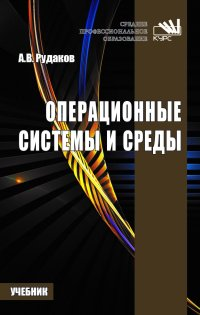 СРЕДНЕЕ
ПРОФЕССИОНАЛЬНОЕ
ОБРАЗОВАНИЕ
КУРС
А.В. Рудаков
ОПЕРАЦИОННЫЕ
СИСТЕМЫ И СРЕДЫ
УЧЕБНИК